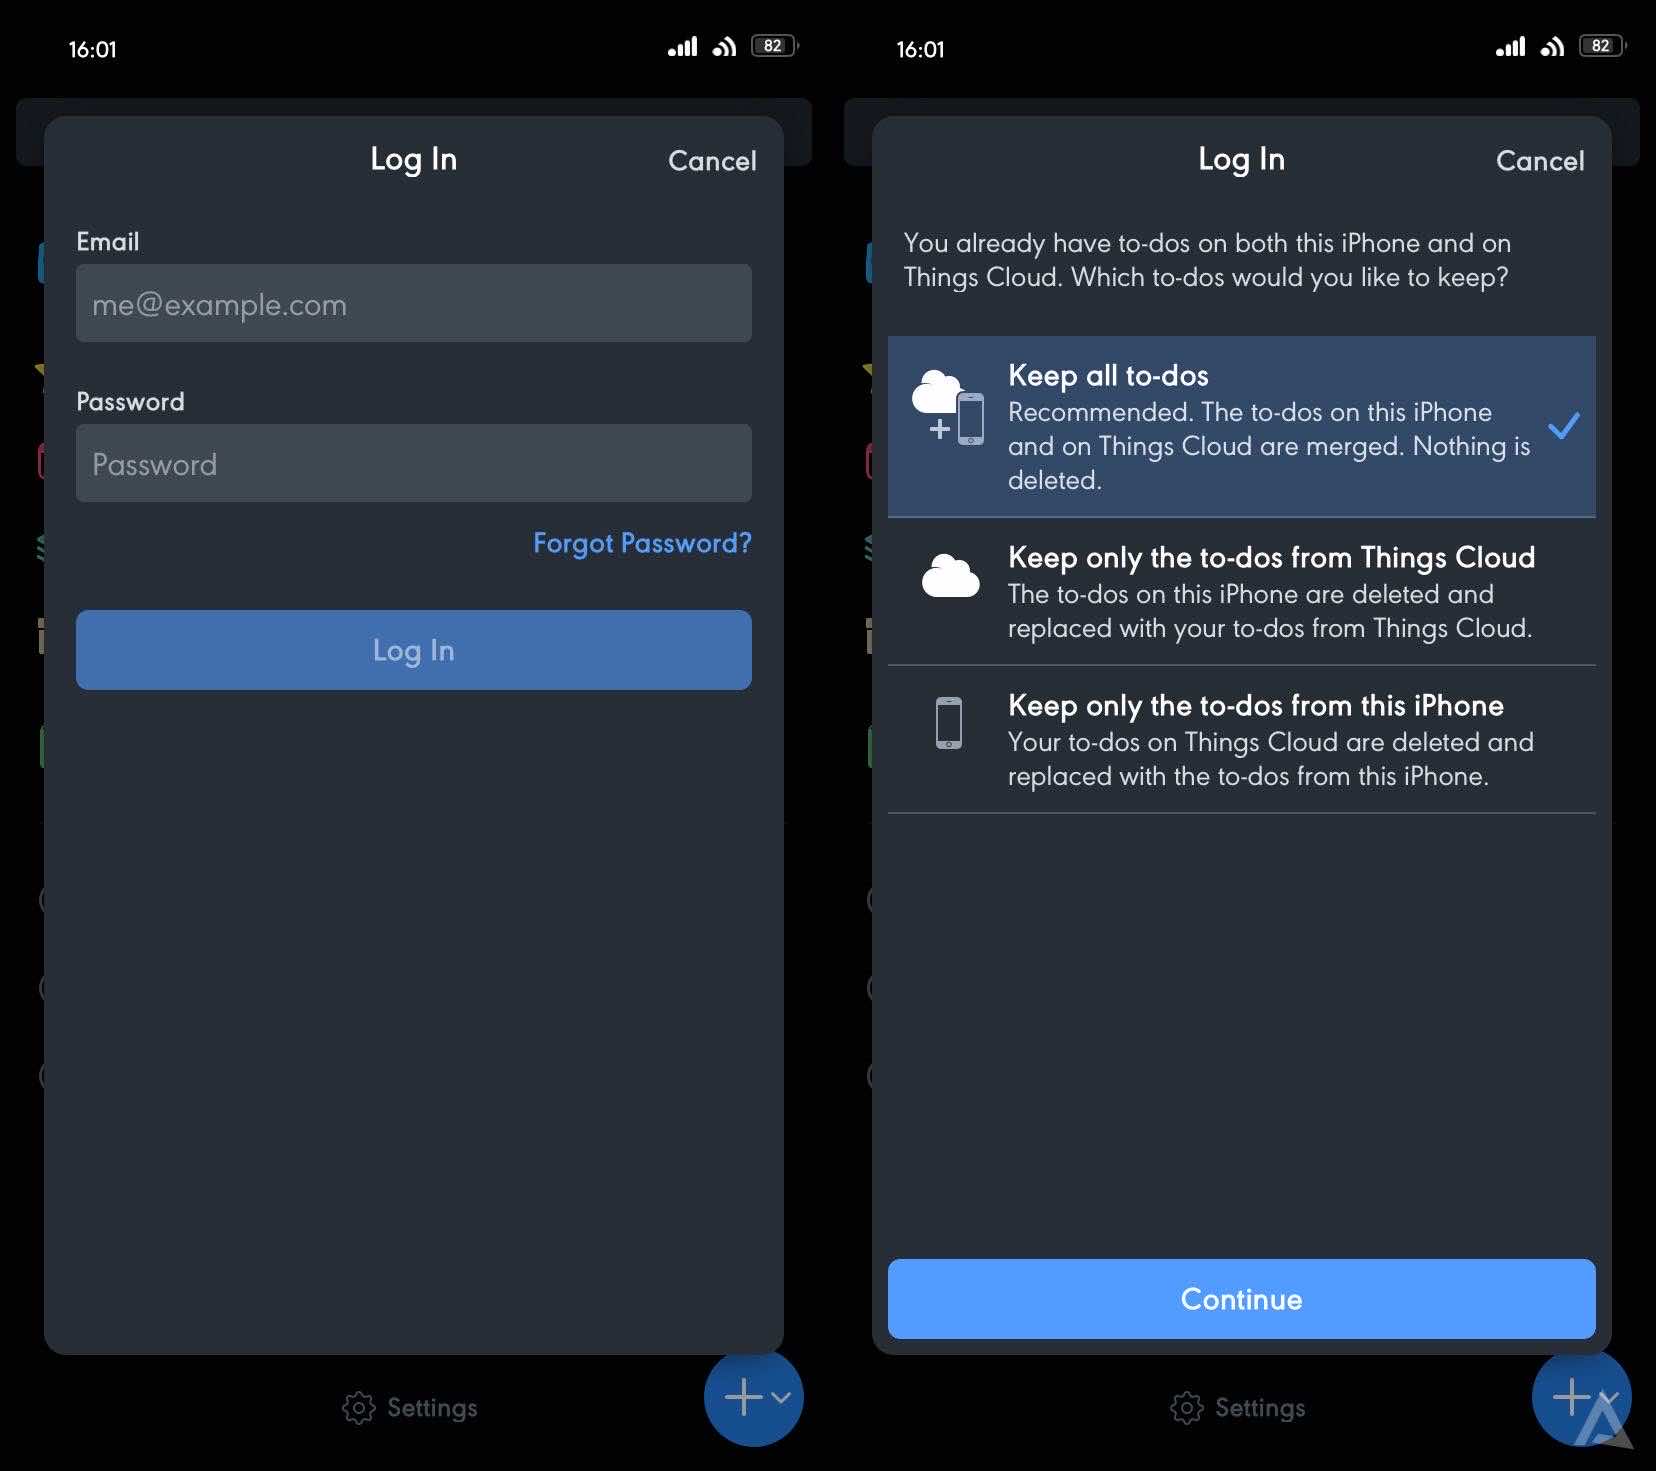 16:01
82
Log In
Cancel
Email
me@example.com
Password
Password
Forgot Password?
Log In
Settings
16:01
82
Log In
Cancel
You already have to-dos on both this iPhone and on
Things Cloud. Which to-dos would you like to keep?
Keep all to-dos
Recommended. The to-dos on this iPhone
and on Things Cloud are merged. Nothing is
deleted.
Keep only the to-dos from Things Cloud
The to-dos on this iPhone are deleted and
replaced with your to-dos from Things Cloud.
Keep only the to-dos from this iPhone
Your to-dos on Things Cloud are deleted and
replaced with the to-dos from this iPhone.
Continue
Settings